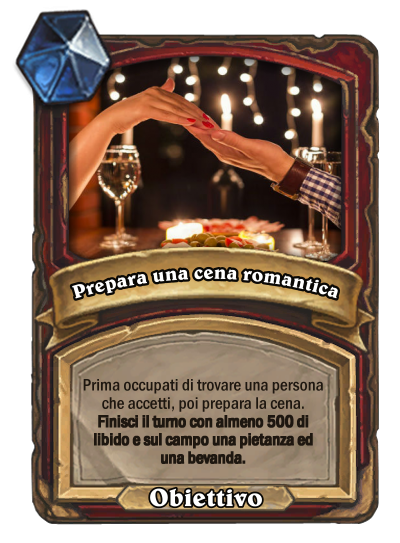 Prepara una cena romantica
Prima occupati di trovare una persona
che accetti, poi prepara la cena.
Finisci il turno con almeno 500 di
libido e sul campo una pietanza ed
una bevanda.
Obiettivo